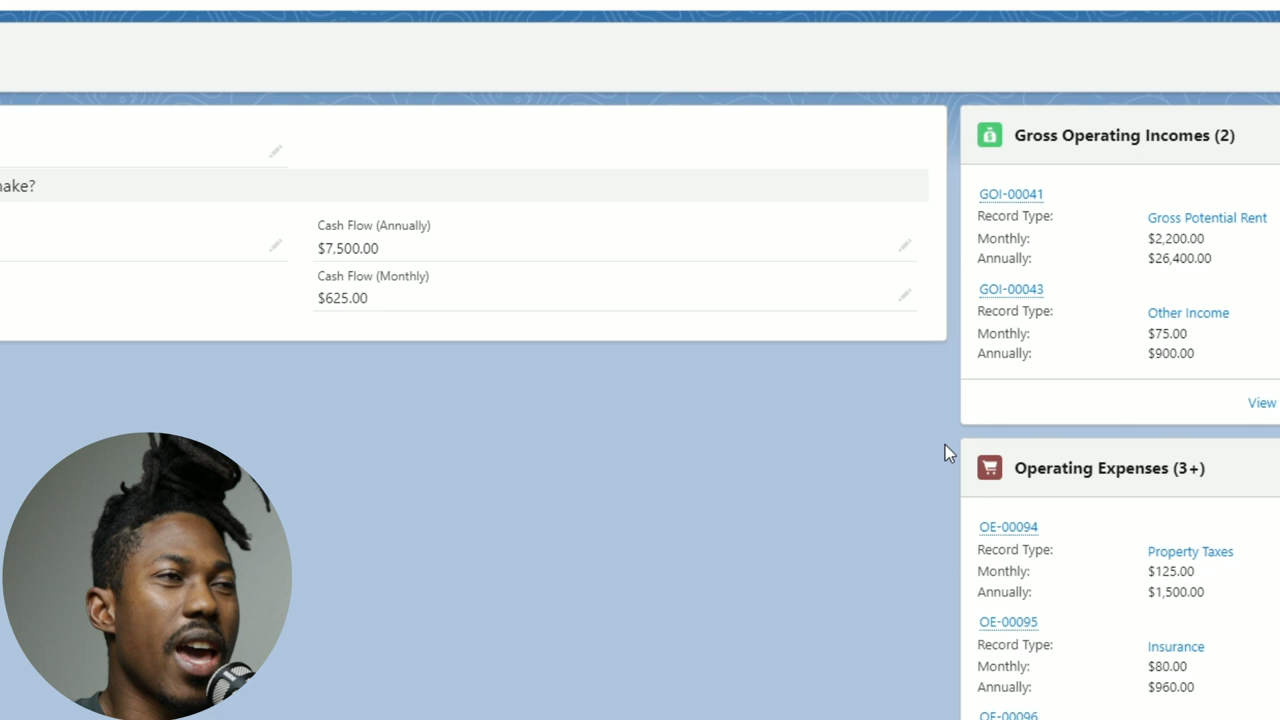 make?
Cash Flow (Annually)
$7,500.00
Cash Flow (Monthly)
$625.00
Gross Operating Incomes (2)
GOI-00041
Record Type: Gross Potential Rent
Monthly: $2,200.00
Annually: $26,400.00
GOI-00043
Record Type: Other Income
Monthly: $75.00
Annually: $900.00
View
Operating Expenses (3+)
OE-00094
Record Type: Property Taxes
Monthly: $125.00
Annually: $1,500.00
OE-00095
Record Type: Insurance
Monthly: $80.00
Annually: $960.00
OE-00096